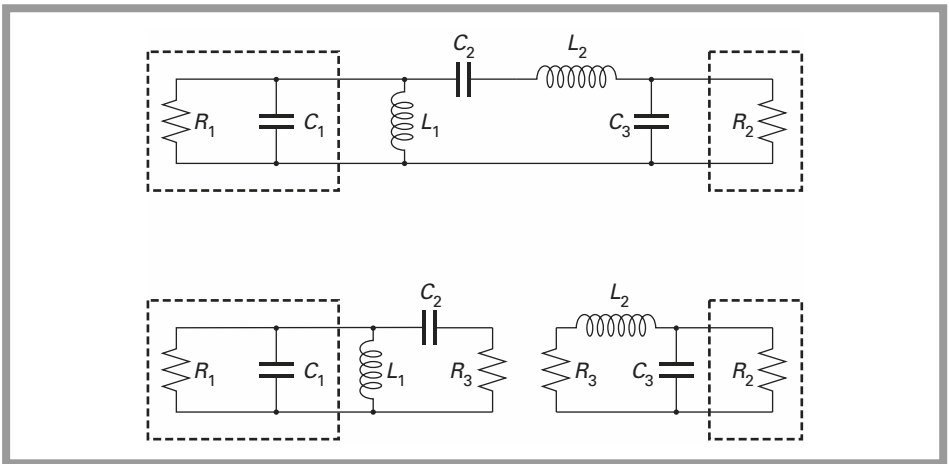 C₂ L₂
R₁ C₁ L₁ C₃ R₂
C₂ L₂
R₁ C₁ L₁ R₃ R₃ C₃ R₂